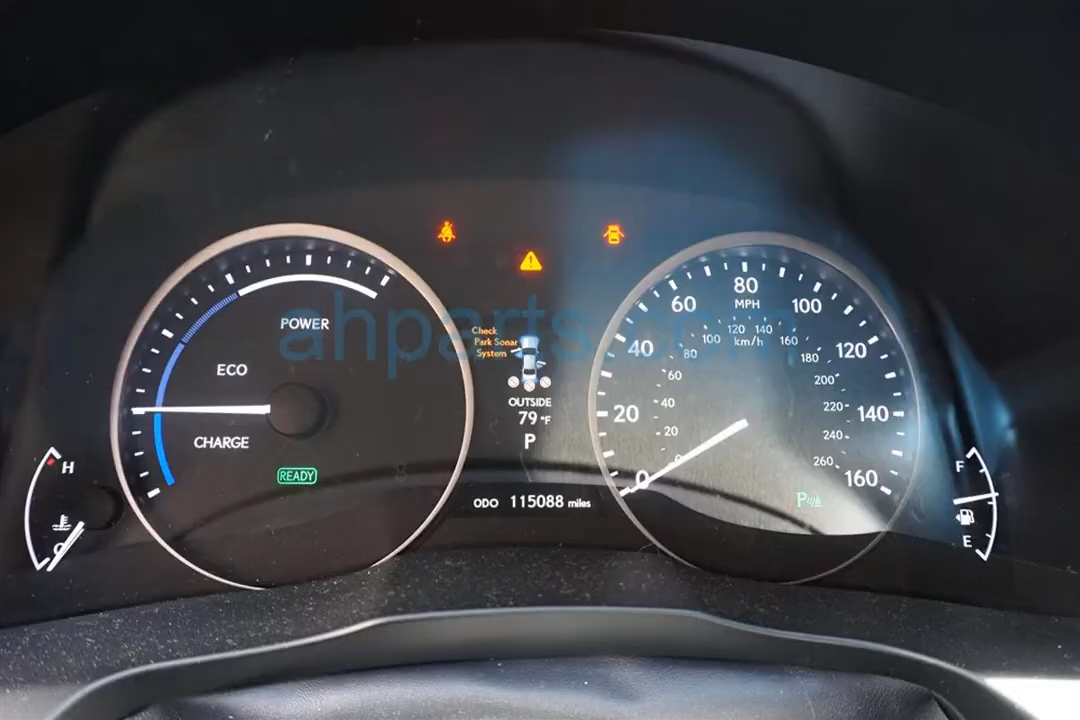 POWER
ECO
CHARGE
READY
H
C
Check
Park Sonar
System
OUTSIDE
79 °F
P
ODO 115088 miles
0
20
40
60
80
100
120
140
160
MPH
km/h
0
20
40
60
80
100
120
140
160
180
200
220
240
260
P
F
E
ahparts.com